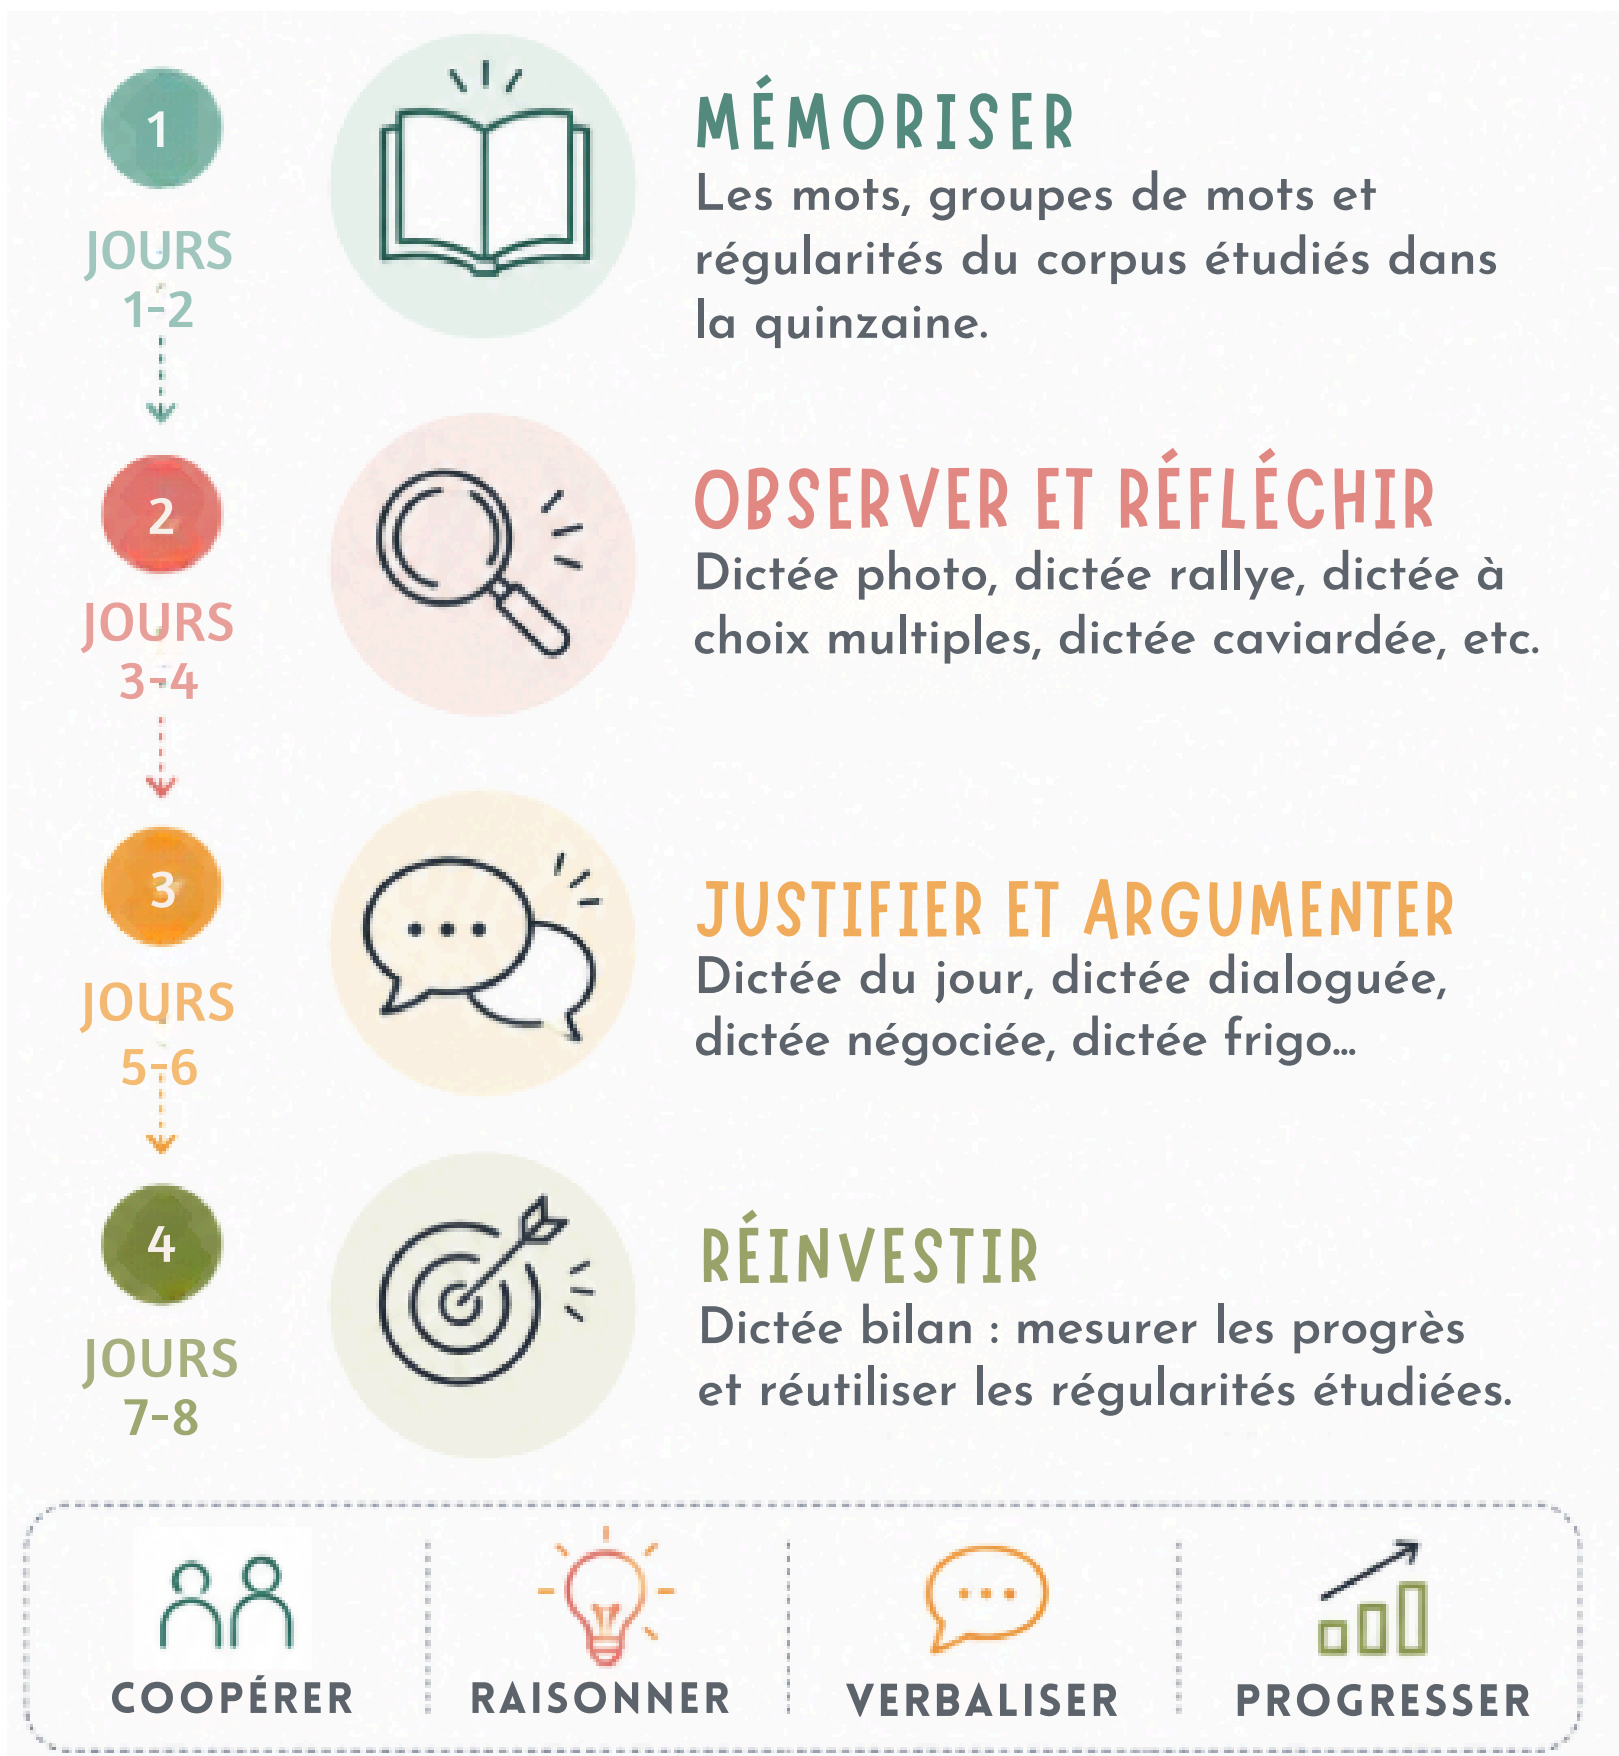 1
JOURS
1-2
MÉMORISER
Les mots, groupes de mots et
régularités du corpus étudiés dans
la quinzaine.
2
JOURS
3-4
OBSERVER ET RÉFLÉCHIR
Dictée photo, dictée rallye, dictée à
choix multiples, dictée caviardée, etc.
3
JOURS
5-6
JUSTIFIER ET ARGUMENTER
Dictée du jour, dictée dialoguée,
dictée négociée, dictée frigo...
4
JOURS
7-8
RÉINVESTIR
Dictée bilan : mesurer les progrès
et réutiliser les régularités étudiées.
COOPÉRER
RAISONNER
VERBALISER
PROGRESSER